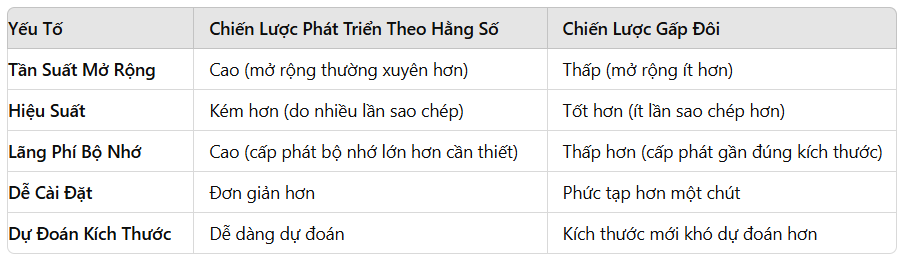 Yếu Tố Chiến Lược Phát Triển Theo Hằng Số Chiến Lược Gấp Đôi
Tần Suất Mở Rộng Cao (mở rộng thường xuyên hơn) Thấp (mở rộng ít hơn)
Hiệu Suất Kém hơn (do nhiều lần sao chép) Tốt hơn (ít lần sao chép hơn)
Lãng Phí Bộ Nhớ Cao (cấp phát bộ nhớ lớn hơn cần thiết) Thấp hơn (cấp phát gần đúng kích thước)
Dễ Cài Đặt Đơn giản hơn Phức tạp hơn một chút
Dự Đoán Kích Thước Dễ dàng dự đoán Kích thước mới khó dự đoán hơn